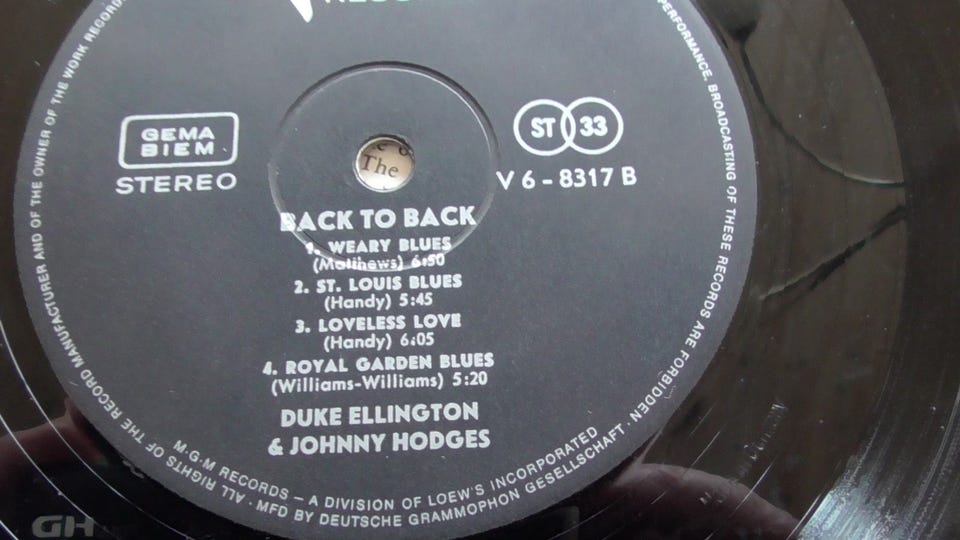 GEMA
BIEM
STEREO
The
ST 33
V 6 - 8317 B
BACK TO BACK
1. WEARY BLUES
(Matthews) 6:50
2. ST. LOUIS BLUES
(Handy) 5:45
3. LOVELESS LOVE
(Handy) 6:05
4. ROYAL GARDEN BLUES
(Williams-Williams) 5:20
DUKE ELLINGTON
& JOHNNY HODGES
M·G·M RECORDS – A DIVISION OF LOEW'S INCORPORATED
ALL RIGHTS OF THE RECORD MANUFACTURER AND OF THE OWNER OF THE WORK
PERFORMANCE, BROADCASTING OF THESE RECORDS ARE FORBIDDEN · MFD BY DEUTSCHE GRAMMOPHON GESELLSCHAFT ·
GH